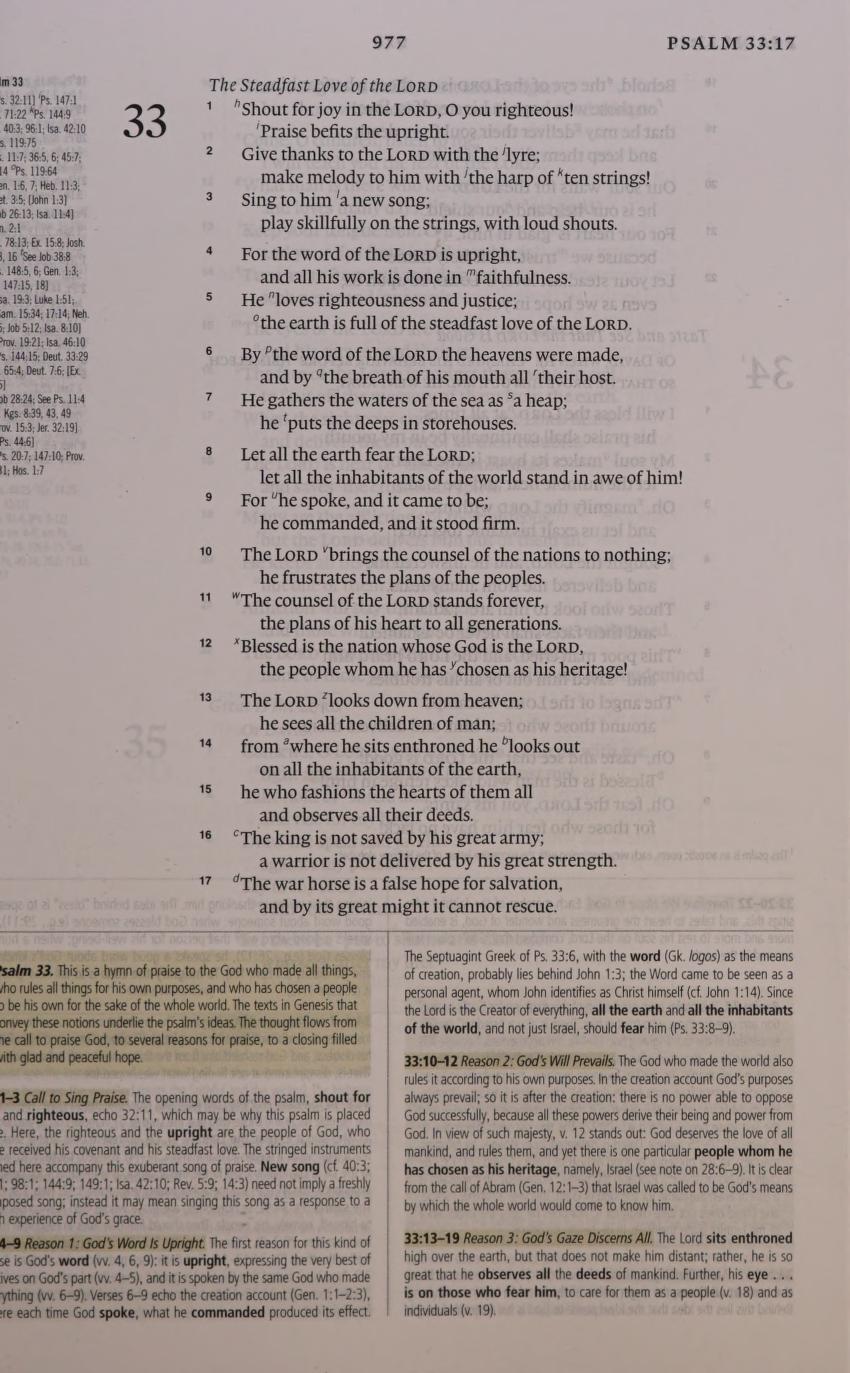 977
PSALM 33:17
lm 33
s. 32:11] iPs. 147:1
71:22 kPs. 144:9
40:3; 96:1; Isa. 42:10
s. 119:75
11:7; 36:5, 6; 45:7;
14 oPs. 119:64
en. 1:6, 7; Heb. 11:3;
et. 3:5; [John 1:3]
ob 26:13; Isa. 11:4]
n. 2:1
78:13; Ex. 15:8; Josh.
3, 16 tSee Job 38:8
148:5, 6; Gen. 1:3;
147:15, 18]
sa. 19:3; Luke 1:51;
am. 15:34; 17:14; Neh.
5; Job 5:12; Isa. 8:10]
Prov. 19:21; Isa. 46:10
's. 144:15; Deut. 33:29
65:4; Deut. 7:6; [Ex.
5]
ob 28:24; See Ps. 11:4
Kgs. 8:39, 43, 49
ov. 15:3; Jer. 32:19]
Ps. 44:6]
's. 20:7; 147:10; Prov.
31; Hos. 1:7
The Steadfast Love of the LORD
33
1 hShout for joy in the LORD, O you righteous!
iPraise befits the upright.
2 Give thanks to the LORD with the jlyre;
make melody to him with jthe harp of kten strings!
3 Sing to him la new song;
play skillfully on the strings, with loud shouts.
4 For the word of the LORD is upright,
and all his work is done in mfaithfulness.
5 He nloves righteousness and justice;
othe earth is full of the steadfast love of the LORD.
6 By pthe word of the LORD the heavens were made,
and by qthe breath of his mouth all rtheir host.
7 He gathers the waters of the sea as sa heap;
he tputs the deeps in storehouses.
8 Let all the earth fear the LORD;
let all the inhabitants of the world stand in awe of him!
9 For uhe spoke, and it came to be;
he commanded, and it stood firm.
10 The LORD vbrings the counsel of the nations to nothing;
he frustrates the plans of the peoples.
11 wThe counsel of the LORD stands forever,
the plans of his heart to all generations.
12 xBlessed is the nation whose God is the LORD,
the people whom he has ychosen as his heritage!
13 The LORD zlooks down from heaven;
he sees all the children of man;
14 from awhere he sits enthroned he blooks out
on all the inhabitants of the earth,
15 he who fashions the hearts of them all
and observes all their deeds.
16 cThe king is not saved by his great army;
a warrior is not delivered by his great strength.
17 dThe war horse is a false hope for salvation,
and by its great might it cannot rescue.
salm 33. This is a hymn of praise to the God who made all things,
who rules all things for his own purposes, and who has chosen a people
o be his own for the sake of the whole world. The texts in Genesis that
onvey these notions underlie the psalm's ideas. The thought flows from
he call to praise God, to several reasons for praise, to a closing filled
with glad and peaceful hope.
1–3 Call to Sing Praise. The opening words of the psalm, shout for
and righteous, echo 32:11, which may be why this psalm is placed
e. Here, the righteous and the upright are the people of God, who
e received his covenant and his steadfast love. The stringed instruments
ned here accompany this exuberant song of praise. New song (cf. 40:3;
1; 98:1; 144:9; 149:1; Isa. 42:10; Rev. 5:9; 14:3) need not imply a freshly
posed song; instead it may mean singing this song as a response to a
h experience of God's grace.
4–9 Reason 1: God's Word Is Upright. The first reason for this kind of
se is God's word (vv. 4, 6, 9): it is upright, expressing the very best of
ives on God's part (vv. 4–5), and it is spoken by the same God who made
ything (vv. 6–9). Verses 6–9 echo the creation account (Gen. 1:1–2:3),
re each time God spoke, what he commanded produced its effect.
The Septuagint Greek of Ps. 33:6, with the word (Gk. logos) as the means
of creation, probably lies behind John 1:3; the Word came to be seen as a
personal agent, whom John identifies as Christ himself (cf. John 1:14). Since
the Lord is the Creator of everything, all the earth and all the inhabitants
of the world, and not just Israel, should fear him (Ps. 33:8–9).
33:10–12 Reason 2: God's Will Prevails. The God who made the world also
rules it according to his own purposes. In the creation account God's purposes
always prevail; so it is after the creation: there is no power able to oppose
God successfully, because all these powers derive their being and power from
God. In view of such majesty, v. 12 stands out: God deserves the love of all
mankind, and rules them, and yet there is one particular people whom he
has chosen as his heritage, namely, Israel (see note on 28:6–9). It is clear
from the call of Abram (Gen. 12:1–3) that Israel was called to be God's means
by which the whole world would come to know him.
33:13–19 Reason 3: God's Gaze Discerns All. The Lord sits enthroned
high over the earth, but that does not make him distant; rather, he is so
great that he observes all the deeds of mankind. Further, his eye . . .
is on those who fear him, to care for them as a people (v. 18) and as
individuals (v. 19).